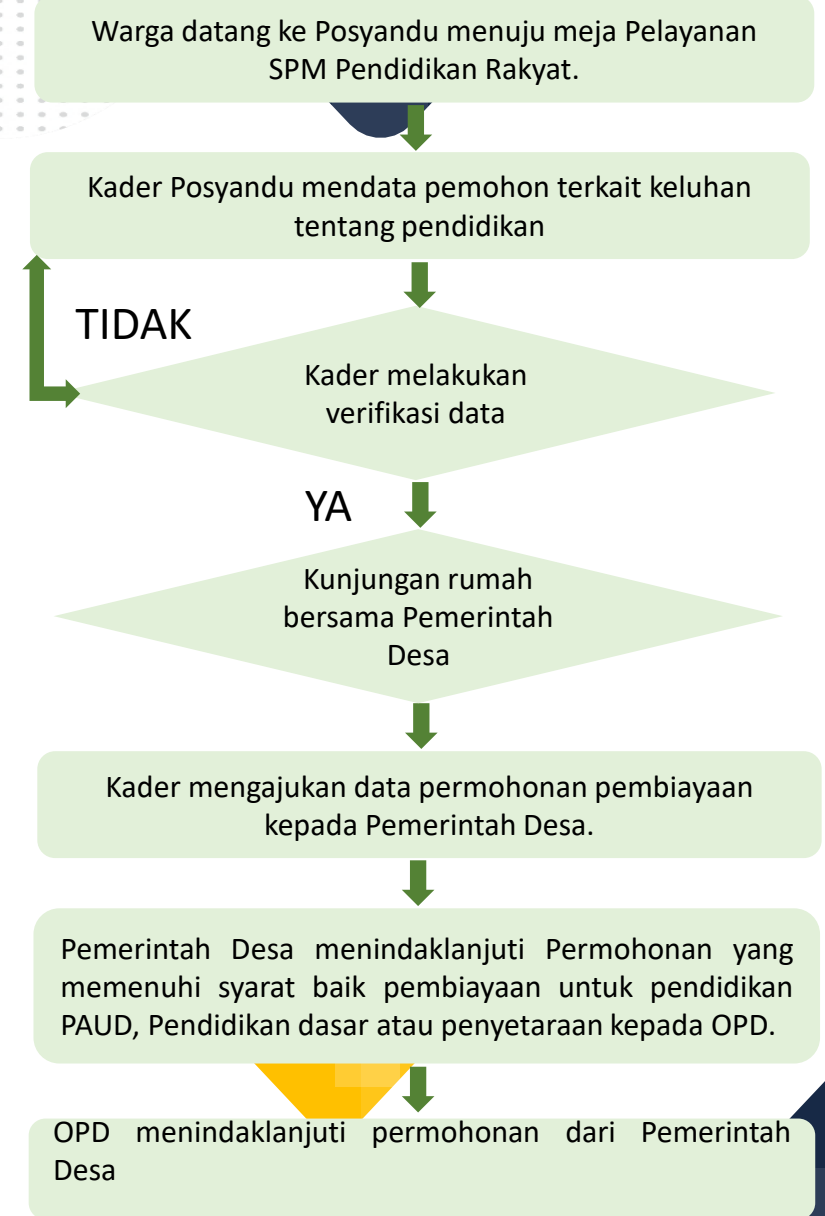 Warga datang ke Posyandu menuju meja Pelayanan
SPM Pendidikan Rakyat.
Kader Posyandu mendata pemohon terkait keluhan
tentang pendidikan
TIDAK
Kader melakukan
verifikasi data
YA
Kunjungan rumah
bersama Pemerintah
Desa
Kader mengajukan data permohonan pembiayaan
kepada Pemerintah Desa.
Pemerintah Desa menindaklanjuti Permohonan yang
memenuhi syarat baik pembiayaan untuk pendidikan
PAUD, Pendidikan dasar atau penyetaraan kepada OPD.
OPD menindaklanjuti permohonan dari Pemerintah
Desa